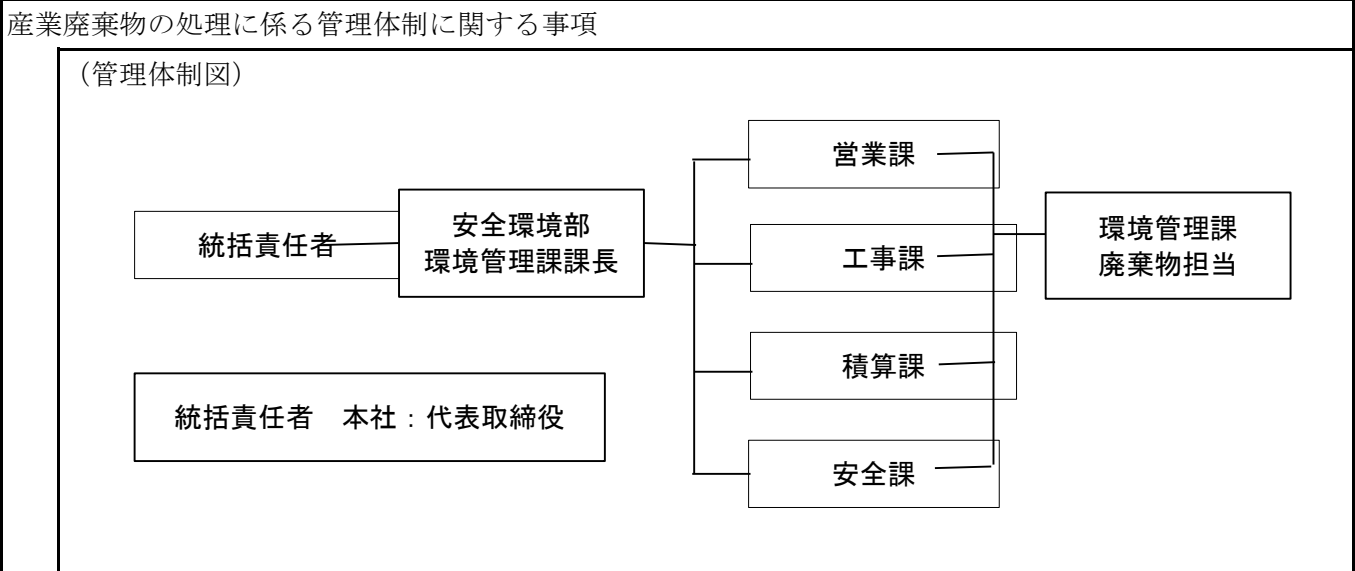 産業廃棄物の処理に係る管理体制に関する事項
（管理体制図）
統括責任者
安全環境部
環境管理課課長
営業課
工事課
積算課
安全課
環境管理課
廃棄物担当
統括責任者　本社：代表取締役